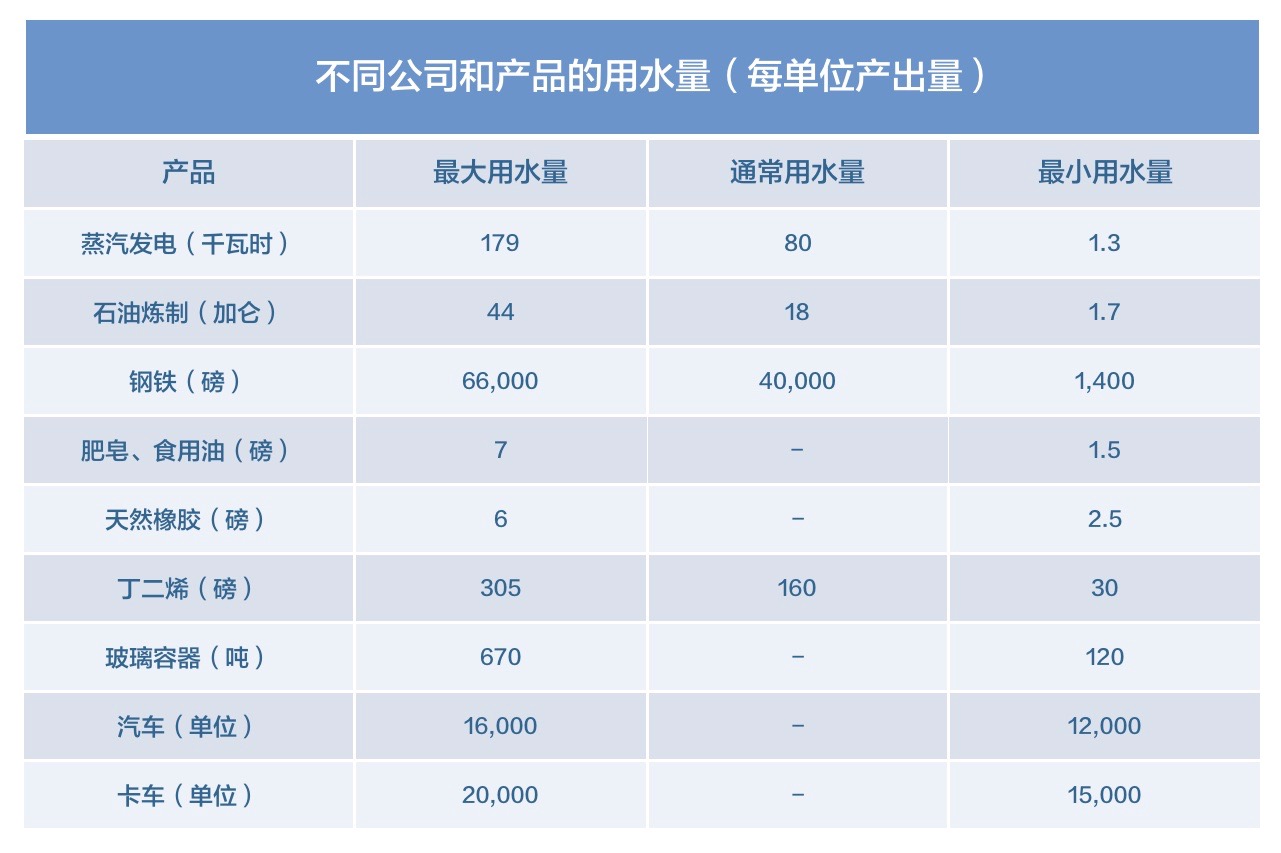 不同公司和产品的用水量（每单位产出量）
产品 最大用水量 通常用水量 最小用水量
蒸汽发电（千瓦时） 179 80 1.3
石油炼制（加仑） 44 18 1.7
钢铁（磅） 66,000 40,000 1,400
肥皂、食用油（磅） 7 – 1.5
天然橡胶（磅） 6 – 2.5
丁二烯（磅） 305 160 30
玻璃容器（吨） 670 – 120
汽车（单位） 16,000 – 12,000
卡车（单位） 20,000 – 15,000